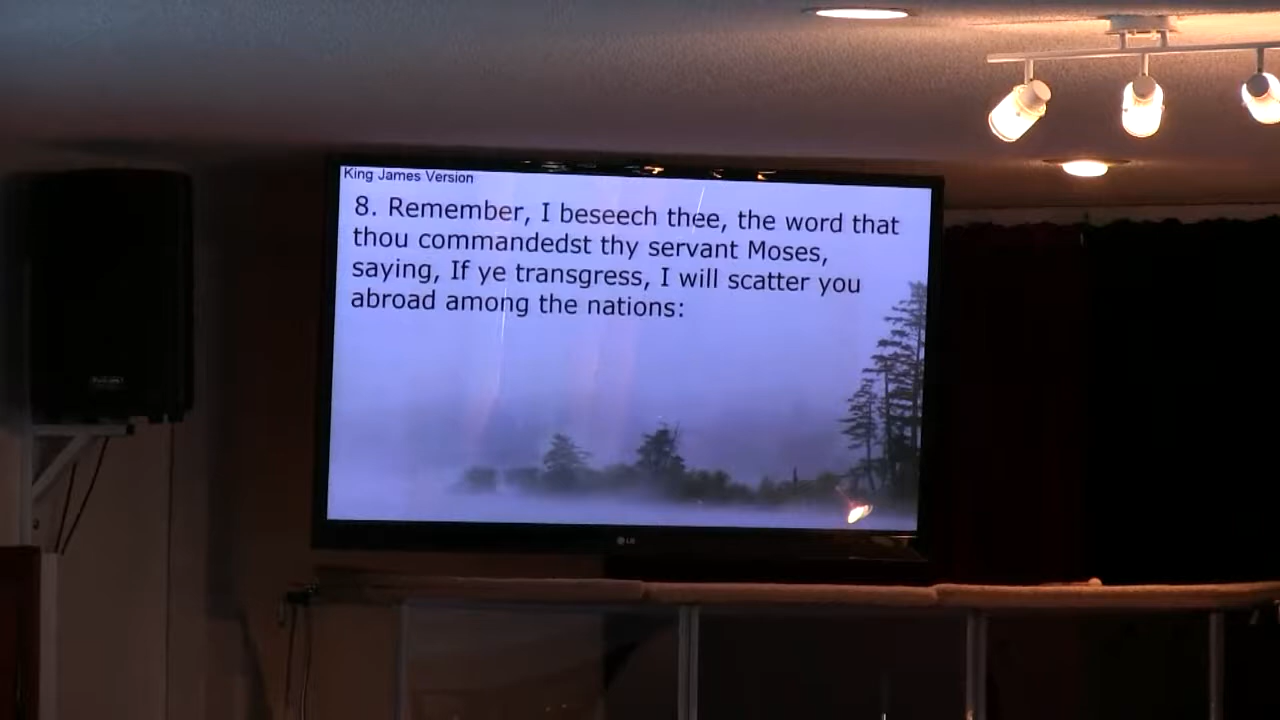 King James Version
8. Remember, I beseech thee, the word that
thou commandedst thy servant Moses,
saying, If ye transgress, I will scatter you
abroad among the nations:
LG